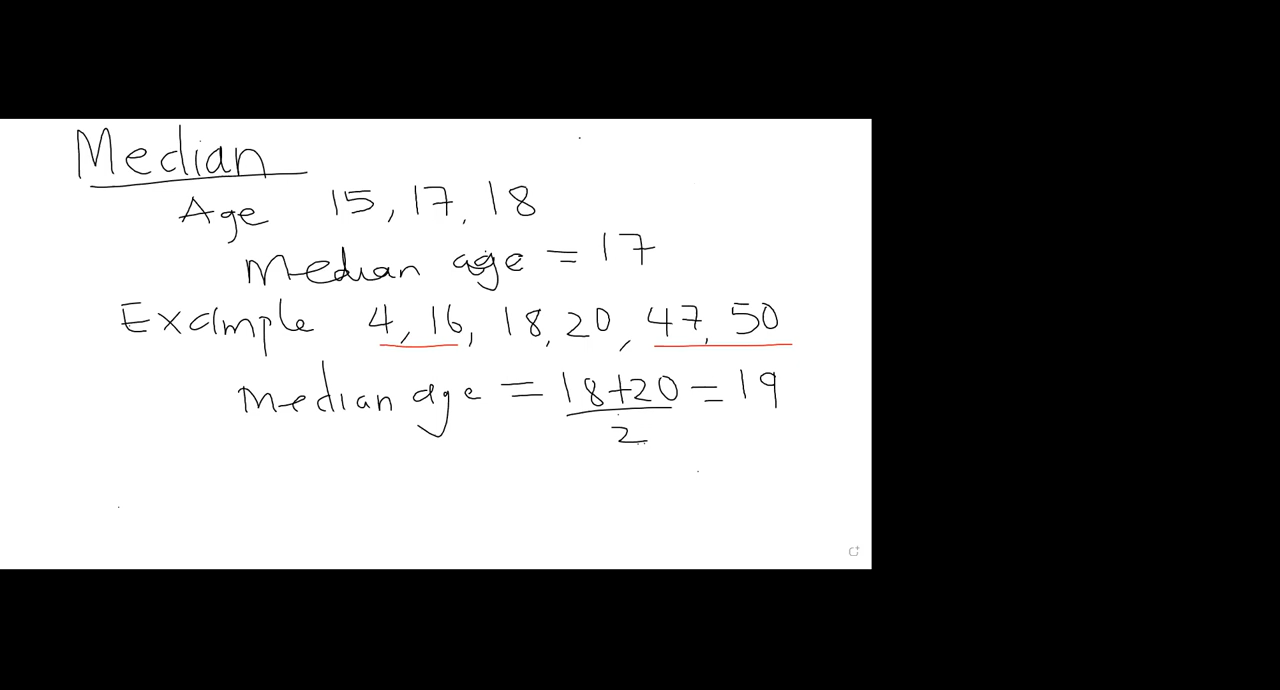 Median
Age 15, 17, 18
Median age = 17
Example 4, 16, 18, 20, 47, 50
Median age = 18+20 = 19
2